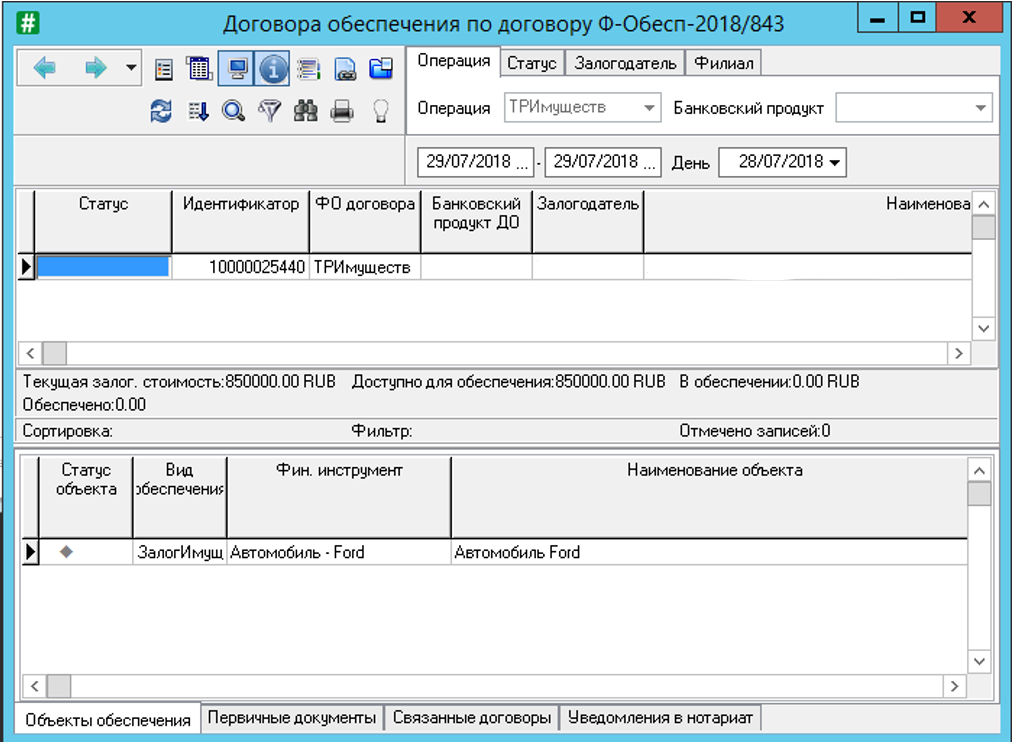 # Договора обеспечения по договору Ф-Обесп-2018/843
Операция Статус Залогодатель Филиал
Операция ТРИмуществ Банковский продукт
29/07/2018 ... - 29/07/2018 ... День 28/07/2018
Статус Идентификатор ФО договора Банковский продукт ДО Залогодатель Наименова
10000025440 ТРИмуществ
Текущая залог. стоимость:850000.00 RUB Доступно для обеспечения:850000.00 RUB В обеспечении:0.00 RUB
Обеспечено:0.00
Сортировка: Фильтр: Отмечено записей:0
Статус объекта Вид обеспечения Фин. инструмент Наименование объекта
ЗалогИмущ Автомобиль - Ford Автомобиль Ford
Объекты обеспечения Первичные документы Связанные договоры Уведомления в нотариат